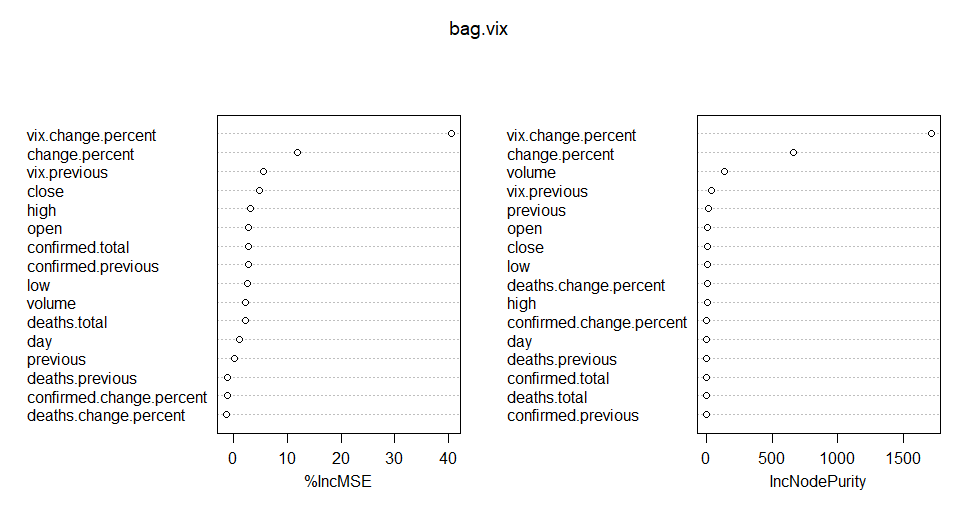 bag.vix
vix.change.percent
change.percent
vix.previous
close
high
open
confirmed.total
confirmed.previous
low
volume
deaths.total
day
previous
deaths.previous
confirmed.change.percent
deaths.change.percent
0 10 20 30 40
%IncMSE
vix.change.percent
change.percent
volume
vix.previous
previous
open
close
low
deaths.change.percent
high
confirmed.change.percent
day
deaths.previous
confirmed.total
deaths.total
confirmed.previous
0 500 1000 1500
IncNodePurity